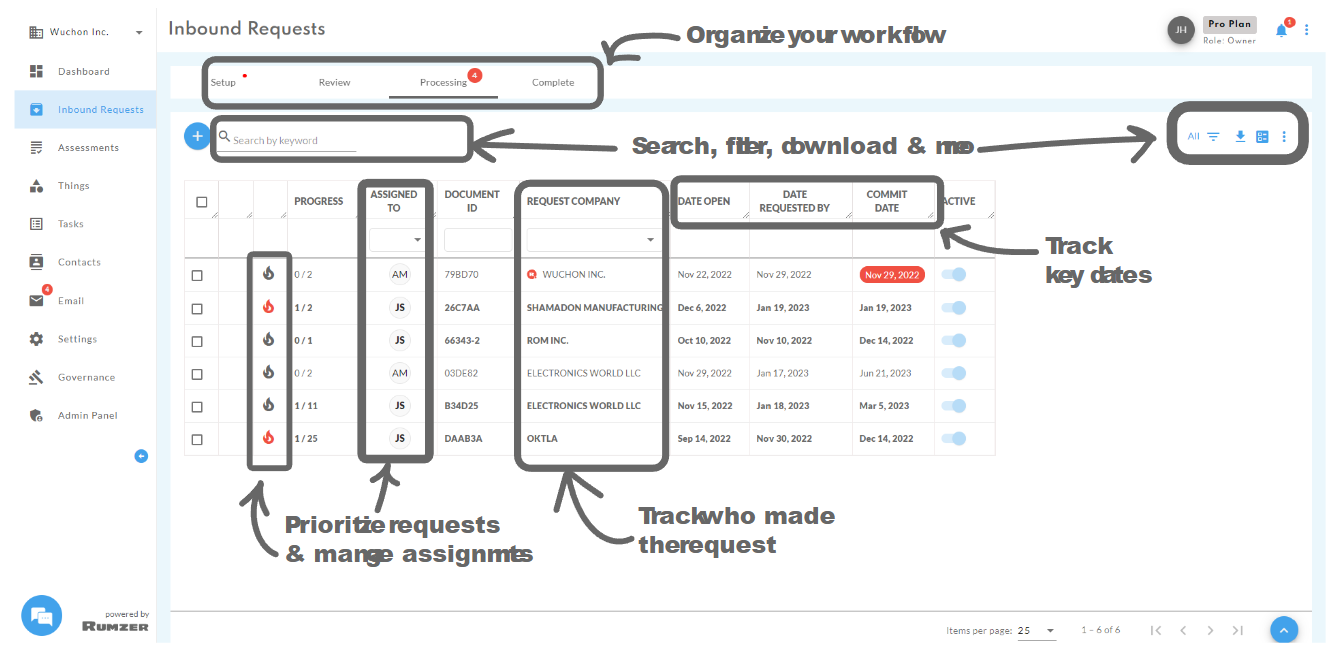 Wuchon Inc.
Inbound Requests
JH
Pro Plan
Role: Owner
1
Organize your workflow
Dashboard
Inbound Requests
Assessments
Things
Tasks
Contacts
Email
4
Settings
Governance
Admin Panel
Setup
Review
Processing
4
Complete
Search by keyword
Search, filter, download & more
All
PROGRESS
ASSIGNED
TO
DOCUMENT
ID
REQUEST COMPANY
DATE OPEN
DATE
REQUESTED BY
COMMIT
DATE
ACTIVE
Track
key dates
0 / 2 AM 79BD70 WUCHON INC. Nov 22, 2022 Nov 29, 2022 Nov 29, 2022
1 / 2 JS 26C7AA SHAMADON MANUFACTURING Dec 6, 2022 Jan 19, 2023 Jan 19, 2023
0 / 1 JS 66343-2 ROM INC. Oct 10, 2022 Nov 10, 2022 Dec 14, 2022
0 / 2 AM 03DE82 ELECTRONICS WORLD LLC Nov 29, 2022 Jan 17, 2023 Jun 21, 2023
1 / 11 JS B34D25 ELECTRONICS WORLD LLC Nov 15, 2022 Jan 18, 2023 Mar 5, 2023
1 / 25 JS DAAB3A OKTLA Sep 14, 2022 Nov 30, 2022 Dec 14, 2022
Prioritize requests
& manage assignments
Track who made
the request
powered by
RUMZER
Items per page: 25 1 – 6 of 6